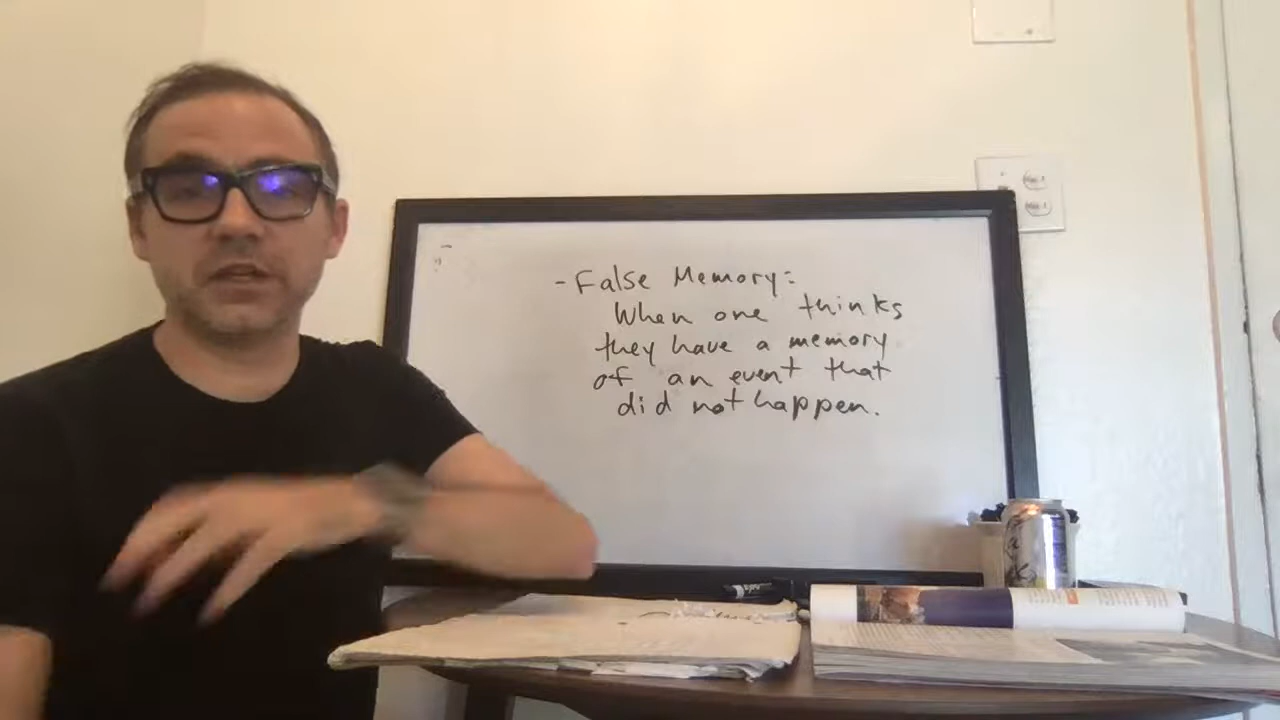 - False Memory:
When one thinks
they have a memory
of an event that
did not happen.